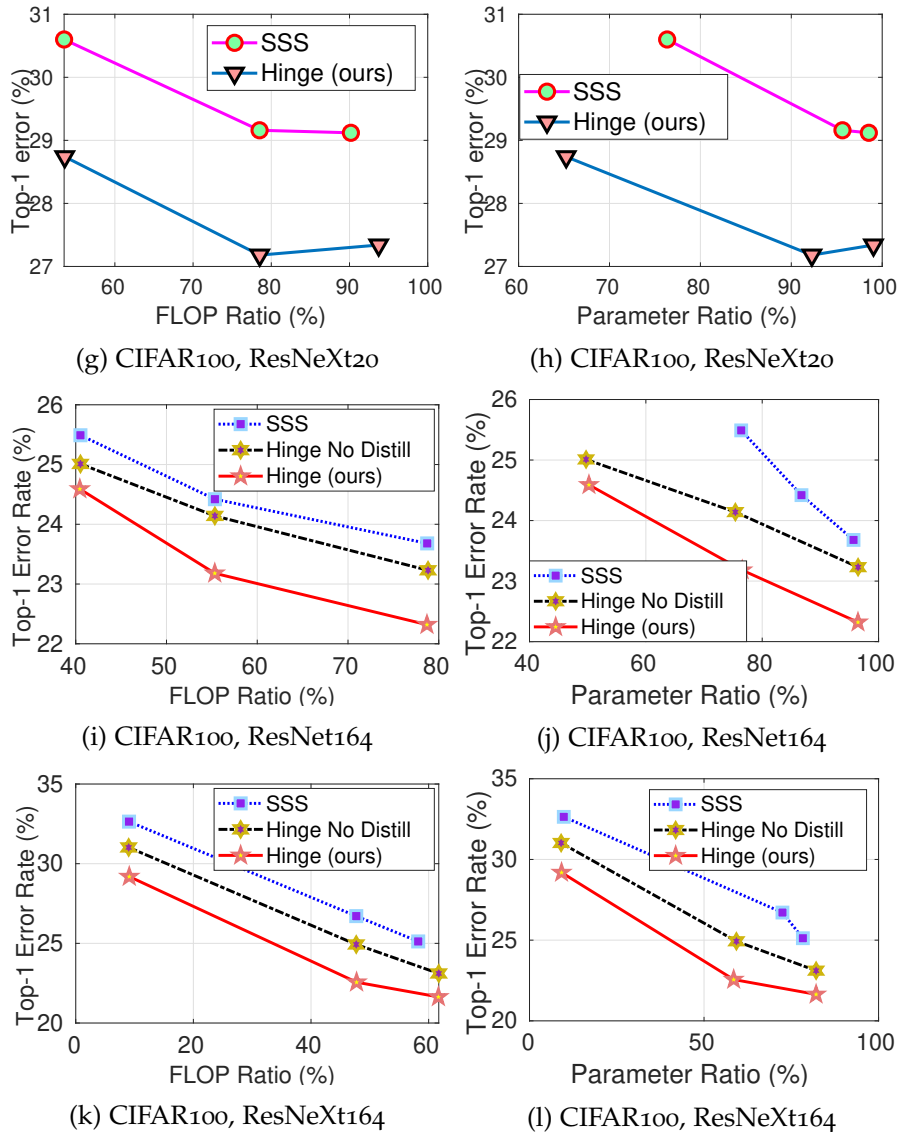 31
30
29
28
27
Top-1 error (%)
SSS
Hinge (ours)
60 70 80 90 100
FLOP Ratio (%)
(g) CIFAR100, ResNeXt20
31
30
29
28
27
Top-1 error (%)
SSS
Hinge (ours)
60 70 80 90 100
Parameter Ratio (%)
(h) CIFAR100, ResNeXt20
26
25
24
23
22
Top-1 Error Rate (%)
SSS
Hinge No Distill
Hinge (ours)
40 50 60 70 80
FLOP Ratio (%)
(i) CIFAR100, ResNet164
26
25
24
23
22
Top-1 Error Rate (%)
SSS
Hinge No Distill
Hinge (ours)
40 60 80 100
Parameter Ratio (%)
(j) CIFAR100, ResNet164
35
30
25
20
Top-1 Error Rate (%)
SSS
Hinge No Distill
Hinge (ours)
0 20 40 60
FLOP Ratio (%)
(k) CIFAR100, ResNeXt164
35
30
25
20
Top-1 Error Rate (%)
SSS
Hinge No Distill
Hinge (ours)
0 50 100
Parameter Ratio (%)
(l) CIFAR100, ResNeXt164